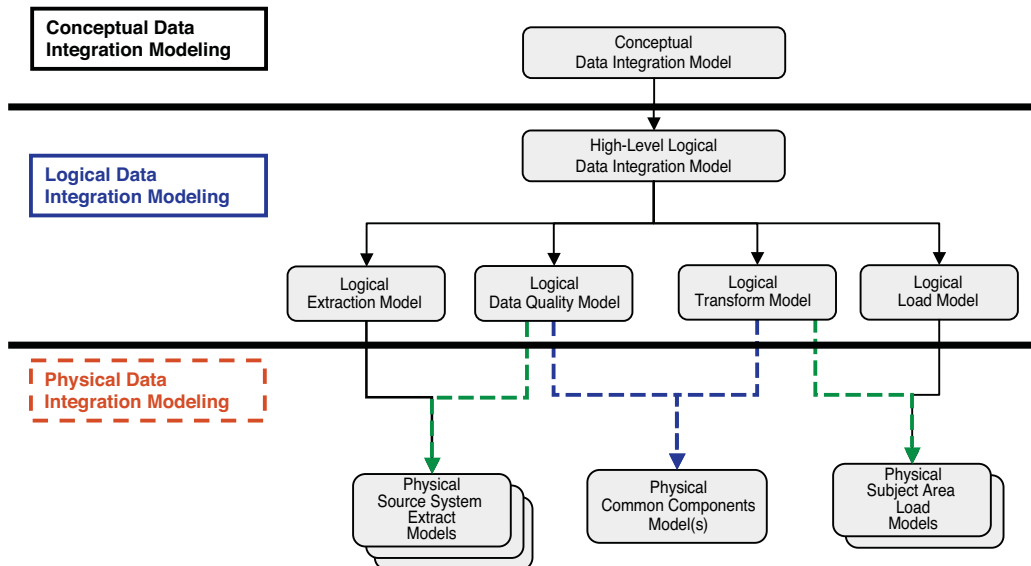 Conceptual Data
Integration Modeling
Conceptual
Data Integration Model
High-Level Logical
Data Integration Model
Logical Data
Integration Modeling
Logical
Extraction Model
Logical
Data Quality Model
Logical
Transform Model
Logical
Load Model
Physical Data
Integration Modeling
Physical
Source System
Extract
Models
Physical
Common Components
Model(s)
Physical
Subject Area
Load
Models